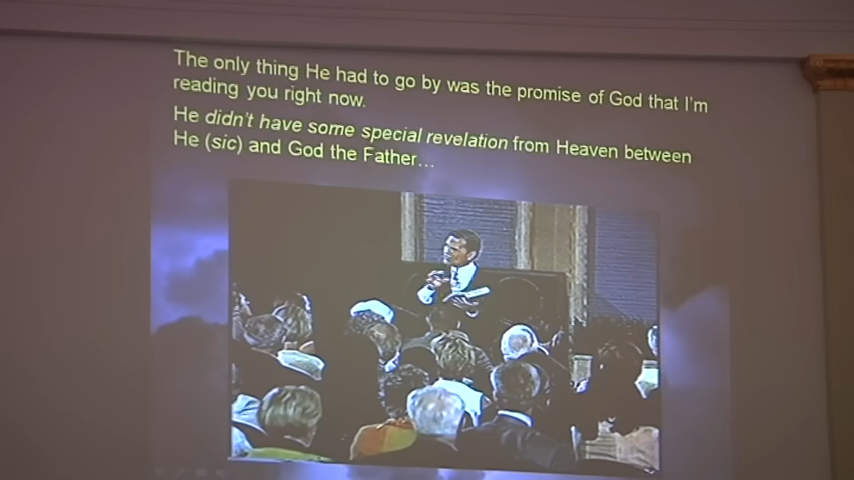 The only thing He had to go by was the promise of God that I'm
reading you right now.
He didn't have some special revelation from Heaven between
He (sic) and God the Father…